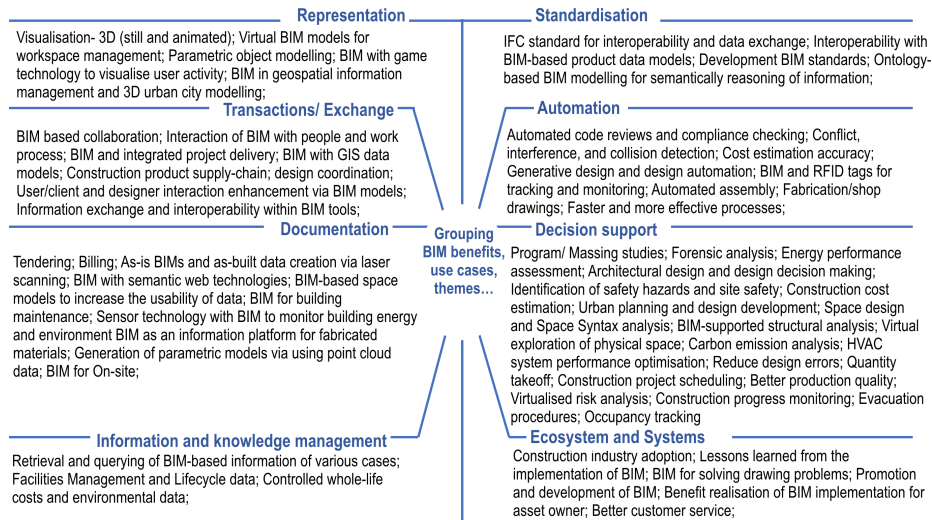 Representation
Visualisation- 3D (still and animated); Virtual BIM models for
workspace management; Parametric object modelling; BIM with game
technology to visualise user activity; BIM in geospatial information
management and 3D urban city modelling;
Transactions/ Exchange
BIM based collaboration; Interaction of BIM with people and work
process; BIM and integrated project delivery; BIM with GIS data
models; Construction product supply-chain; design coordination;
User/client and designer interaction enhancement via BIM models;
Information exchange and interoperability within BIM tools;
Documentation
Tendering; Billing; As-is BIMs and as-built data creation via laser
scanning; BIM with semantic web technologies; BIM-based space
models to increase the usability of data; BIM for building
maintenance; Sensor technology with BIM to monitor building energy
and environment BIM as an information platform for fabricated
materials; Generation of parametric models via using point cloud
data; BIM for On-site;
Information and knowledge management
Retrieval and querying of BIM-based information of various cases;
Facilities Management and Lifecycle data; Controlled whole-life
costs and environmental data;
Grouping
BIM benefits,
use cases,
themes…
Standardisation
IFC standard for interoperability and data exchange; Interoperability with
BIM-based product data models; Development BIM standards; Ontology-
based BIM modelling for semantically reasoning of information;
Automation
Automated code reviews and compliance checking; Conflict,
interference, and collision detection; Cost estimation accuracy;
Generative design and design automation; BIM and RFID tags for
tracking and monitoring; Automated assembly; Fabrication/shop
drawings; Faster and more effective processes;
Decision support
Program/ Massing studies; Forensic analysis; Energy performance
assessment; Architectural design and design decision making;
Identification of safety hazards and site safety; Construction cost
estimation; Urban planning and design development; Space design
and Space Syntax analysis; BIM-supported structural analysis; Virtual
exploration of physical space; Carbon emission analysis; HVAC
system performance optimisation; Reduce design errors; Quantity
takeoff; Construction project scheduling; Better production quality;
Virtualised risk analysis; Construction progress monitoring; Evacuation
procedures; Occupancy tracking
Ecosystem and Systems
Construction industry adoption; Lessons learned from the
implementation of BIM; BIM for solving drawing problems; Promotion
and development of BIM; Benefit realisation of BIM implementation for
asset owner; Better customer service;